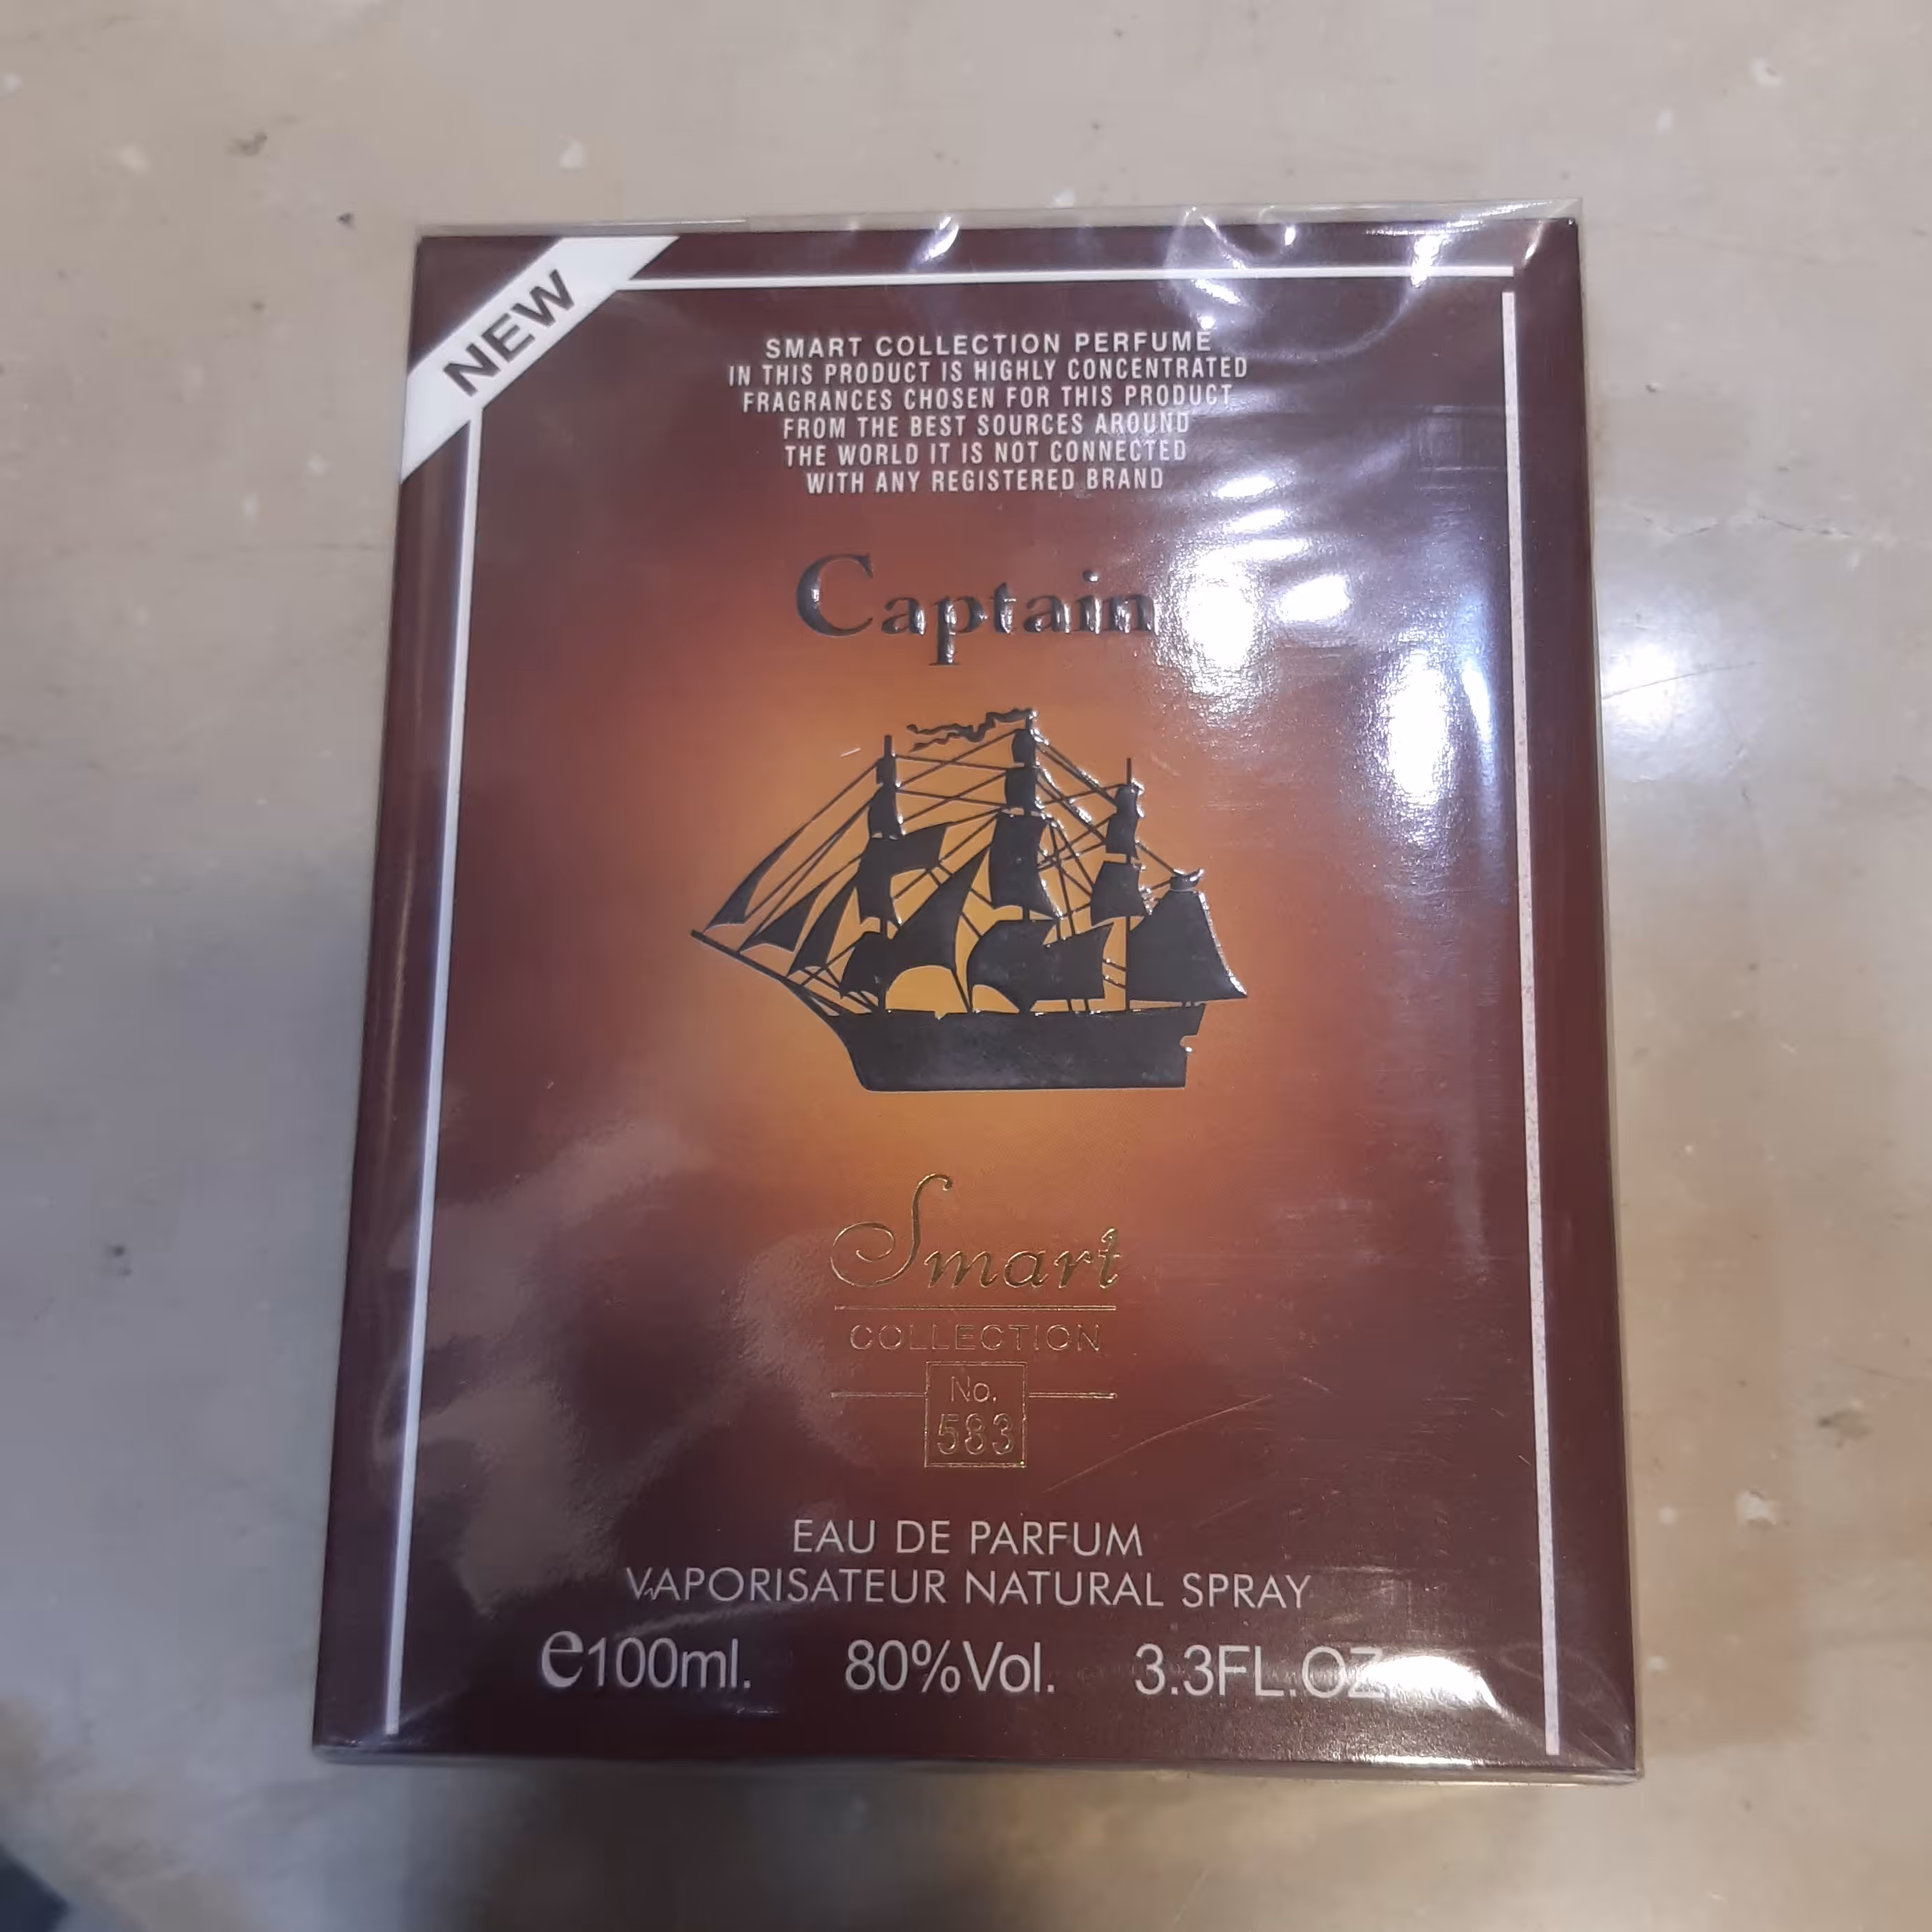 NEW
SMART COLLECTION PERFUME
IN THIS PRODUCT IS HIGHLY CONCENTRATED
FRAGRANCES CHOSEN FOR THIS PRODUCT
FROM THE BEST SOURCES AROUND
THE WORLD IT IS NOT CONNECTED
WITH ANY REGISTERED BRAND
Captain
Smart
COLLECTION
No.
583
EAU DE PARFUM
VAPORISATEUR NATURAL SPRAY
e100ml. 80%Vol. 3.3FL.OZ